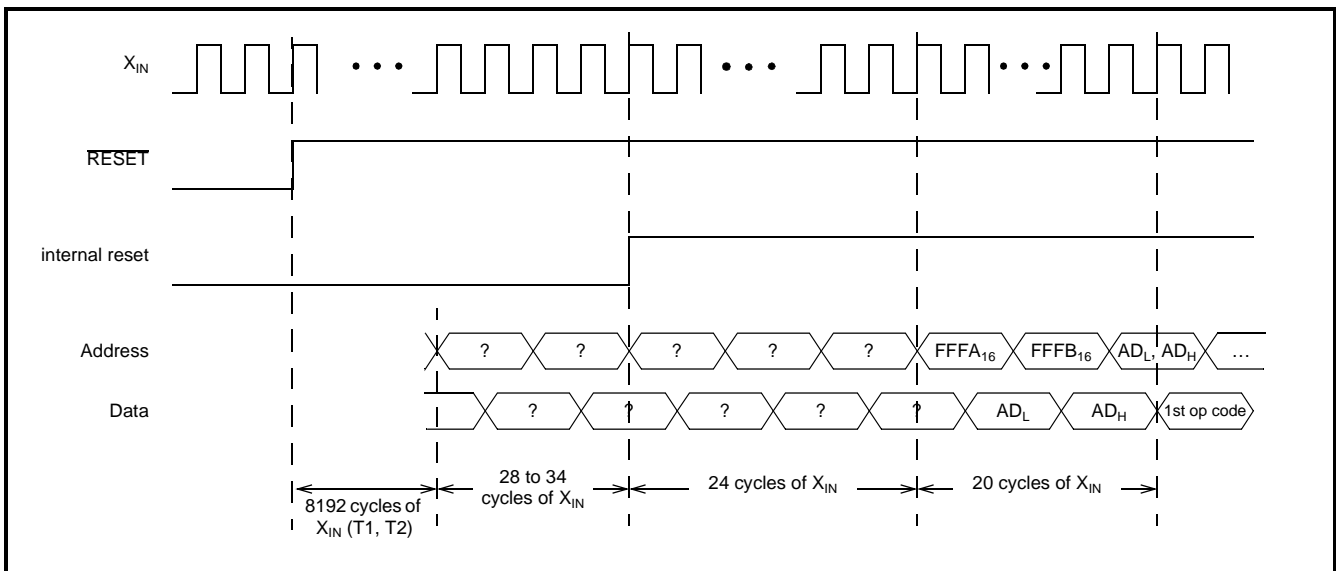 XIN
RESET
internal reset
Address
? ? ? ? ? FFFA16 FFFB16 ADL, ADH ...
Data
? ? ? ? ? ADL ADH 1st op code
8192 cycles of
XIN (T1, T2)
28 to 34
cycles of XIN
24 cycles of XIN
20 cycles of XIN